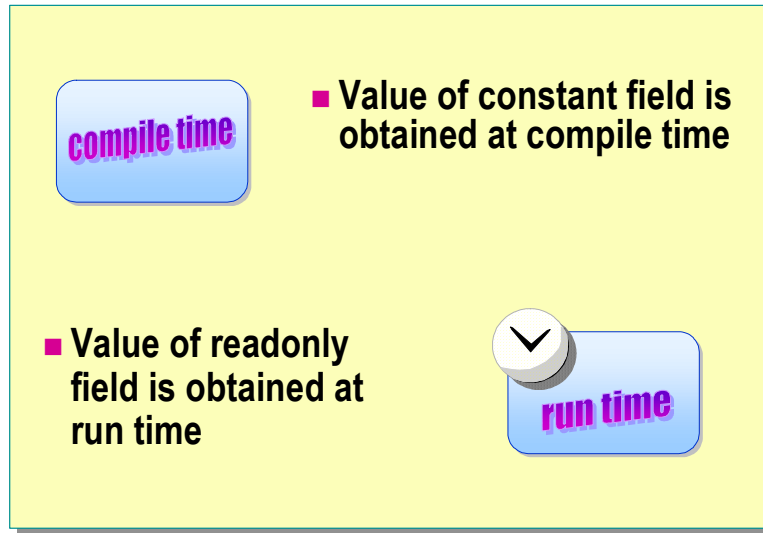 compile time
■ Value of constant field is
obtained at compile time
■ Value of readonly
field is obtained at
run time
run time